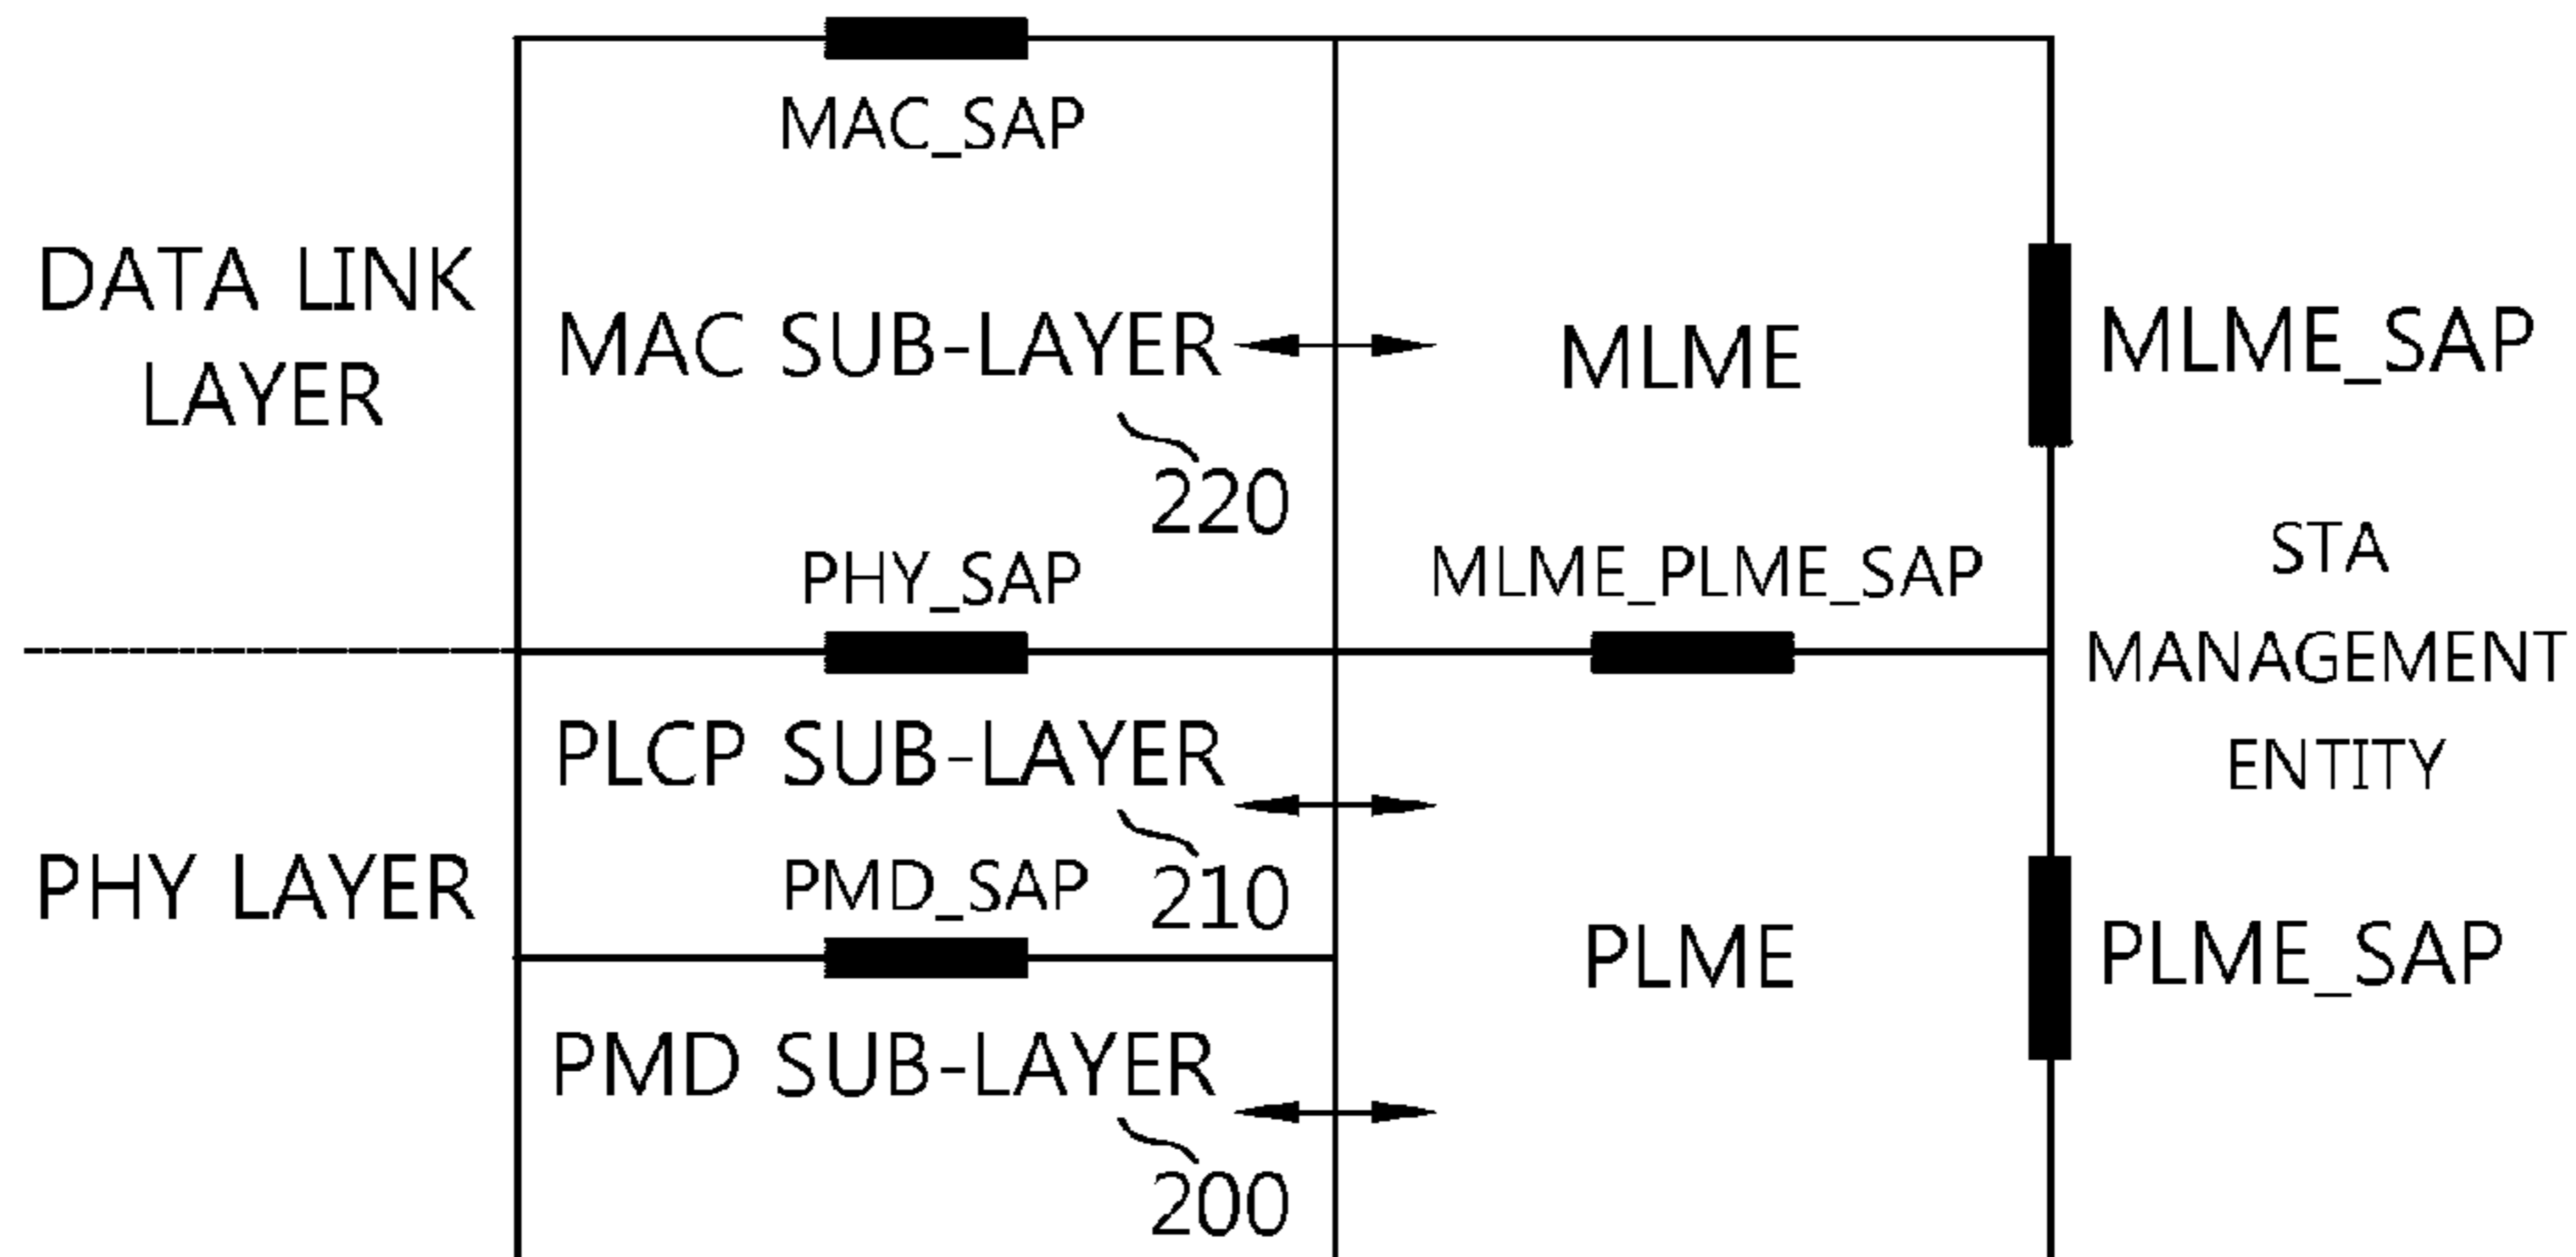 MAC_SAP
DATA LINK
LAYER
MAC SUB-LAYER
220
MLME
MLME_SAP
PHY_SAP
MLME_PLME_SAP
STA
MANAGEMENT
ENTITY
PLCP SUB-LAYER
210
PHY LAYER
PMD_SAP
PLME
PLME_SAP
PMD SUB-LAYER
200